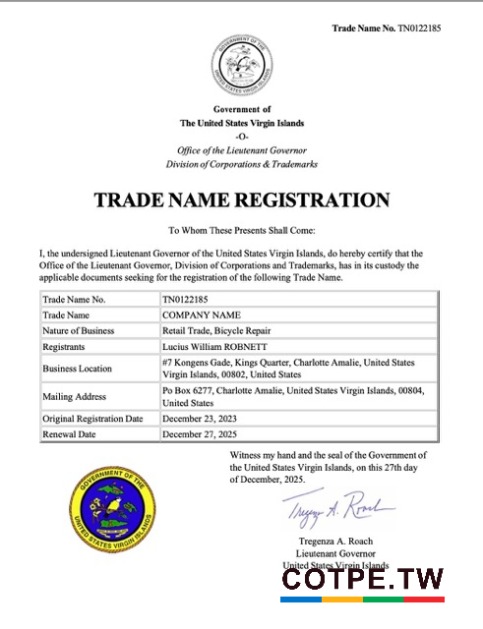 Trade Name No. TN0122185
GOVERNMENT OF THE
UNITED STATES VIRGIN ISLANDS
Government of
The United States Virgin Islands
-O-
Office of the Lieutenant Governor
Division of Corporations & Trademarks
TRADE NAME REGISTRATION
To Whom These Presents Shall Come:
I, the undersigned Lieutenant Governor of the United States Virgin Islands, do hereby certify that the
Office of the Lieutenant Governor, Division of Corporations and Trademarks, has in its custody the
applicable documents seeking for the registration of the following Trade Name.
Trade Name No. TN0122185
Trade Name COMPANY NAME
Nature of Business Retail Trade, Bicycle Repair
Registrants Lucius William ROBNETT
Business Location #7 Kongens Gade, Kings Quarter, Charlotte Amalie, United States
Virgin Islands, 00802, United States
Mailing Address Po Box 6277, Charlotte Amalie, United States Virgin Islands, 00804,
United States
Original Registration Date December 23, 2023
Renewal Date December 27, 2025
Witness my hand and the seal of the Government of
the United States Virgin Islands, on this 27th day
of December, 2025.
GOVERNMENT OF THE
UNITED STATES VIRGIN ISLANDS
Tregenza A. Roach
Tregenza A. Roach
Lieutenant Governor
United States Virgin Islands
COTPE.TW